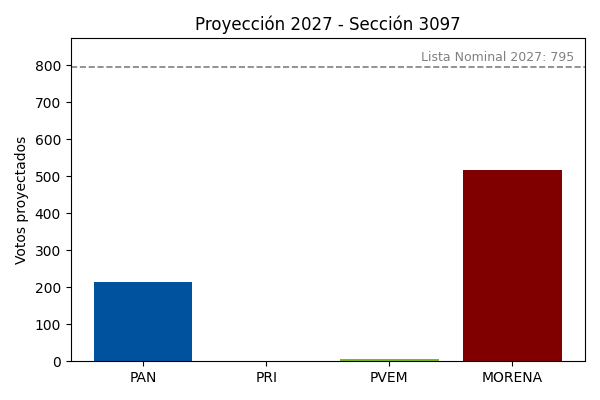 Proyección 2027 - Sección 3097
Lista Nominal 2027: 795
Votos proyectados
800
700
600
500
400
300
200
100
0
PAN PRI PVEM MORENA